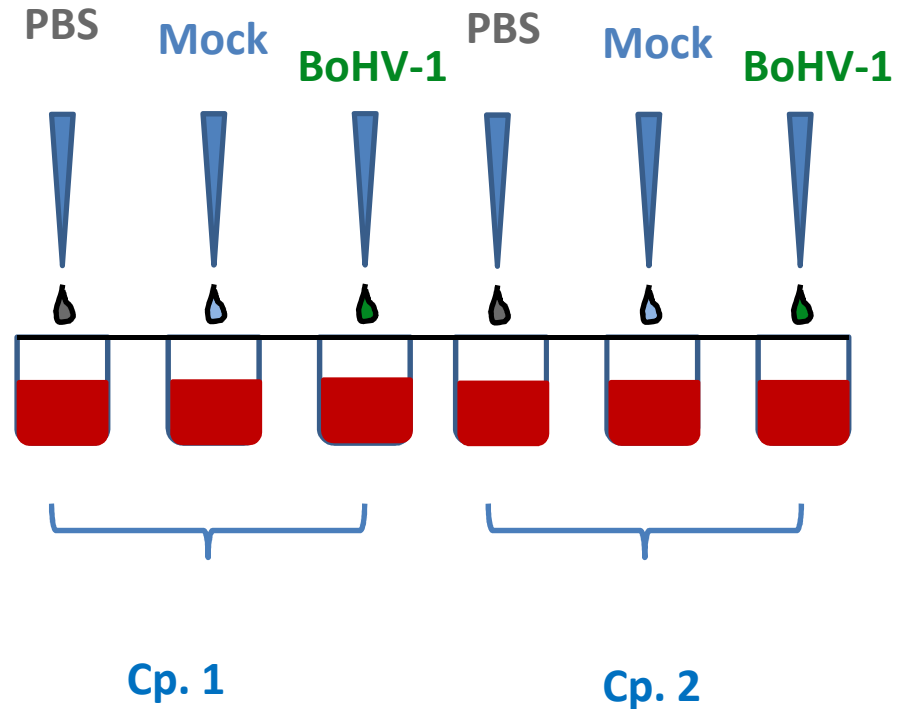 PBS
Mock
BoHV-1
PBS
Mock
BoHV-1
Cp. 1
Cp. 2